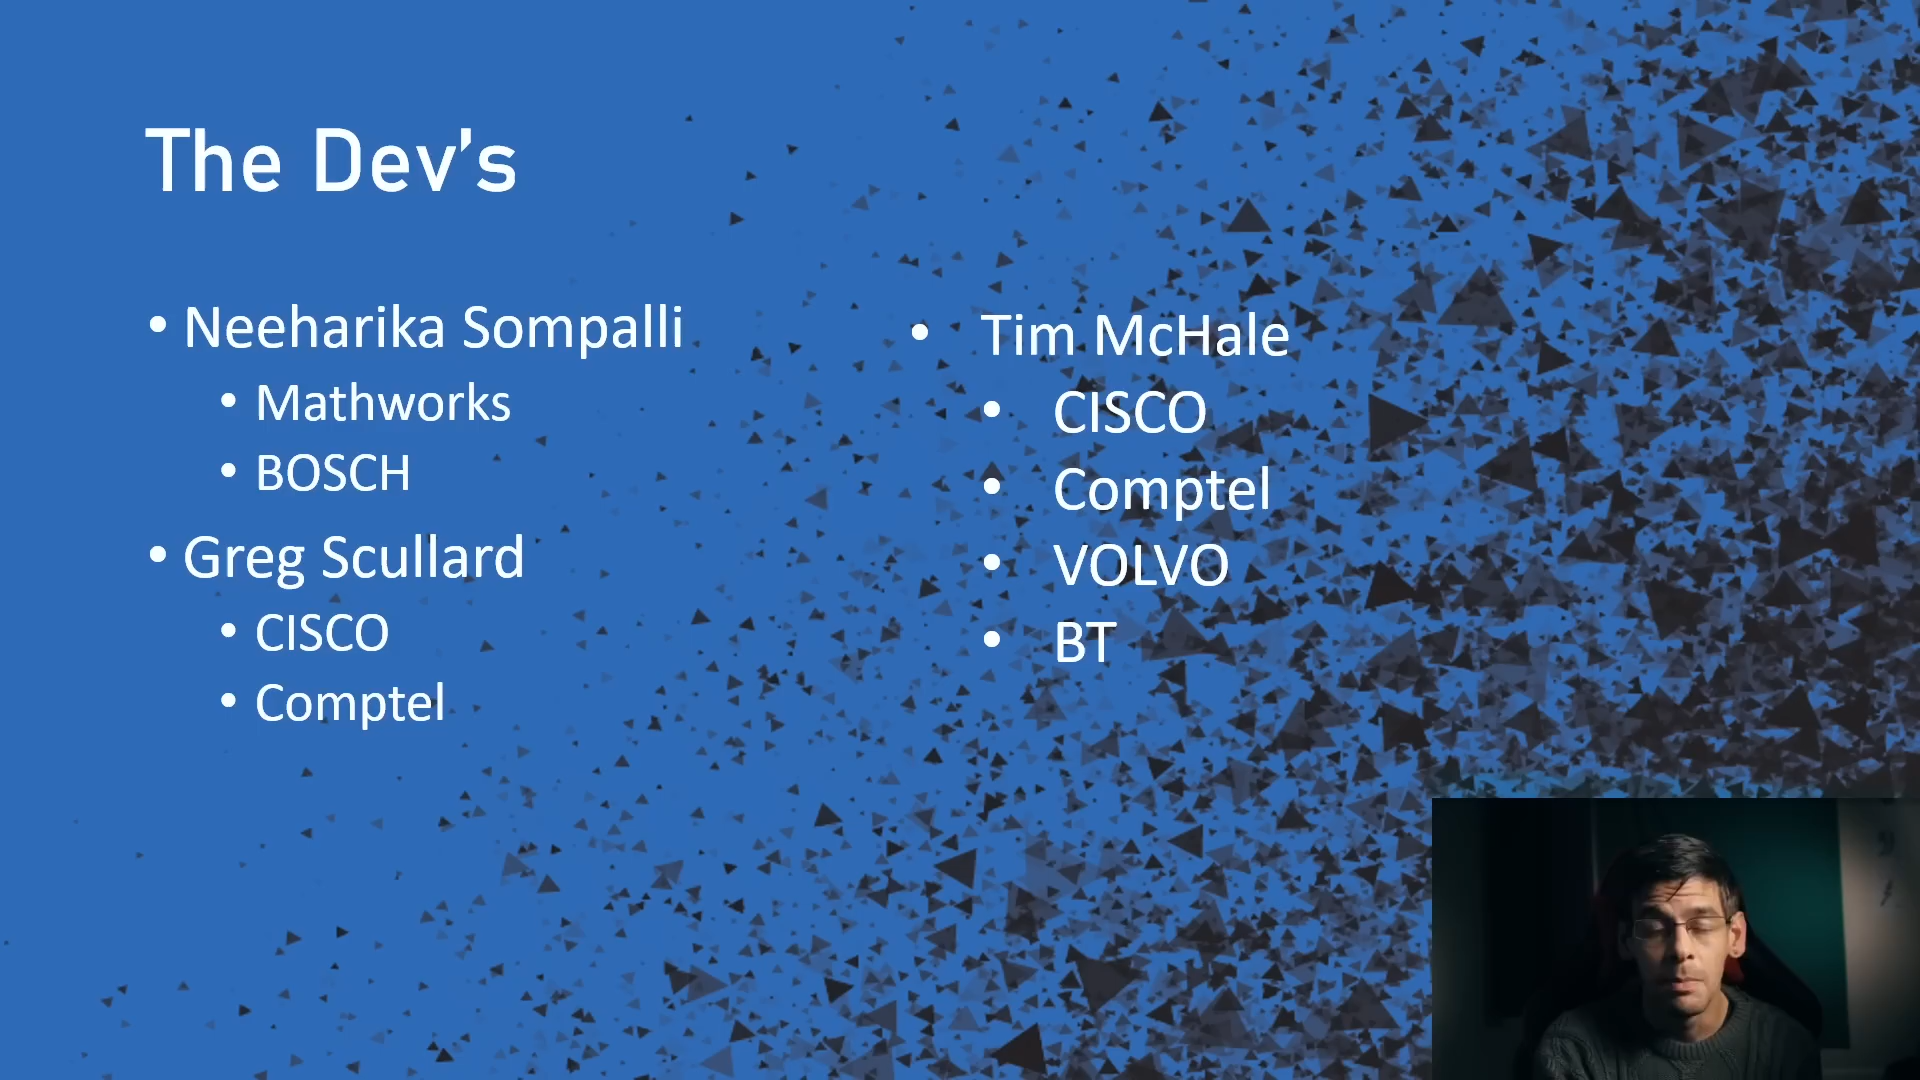 The Dev's
• Neeharika Sompalli
• Mathworks
• BOSCH
• Greg Scullard
• CISCO
• Comptel
• Tim McHale
• CISCO
• Comptel
• VOLVO
• BT